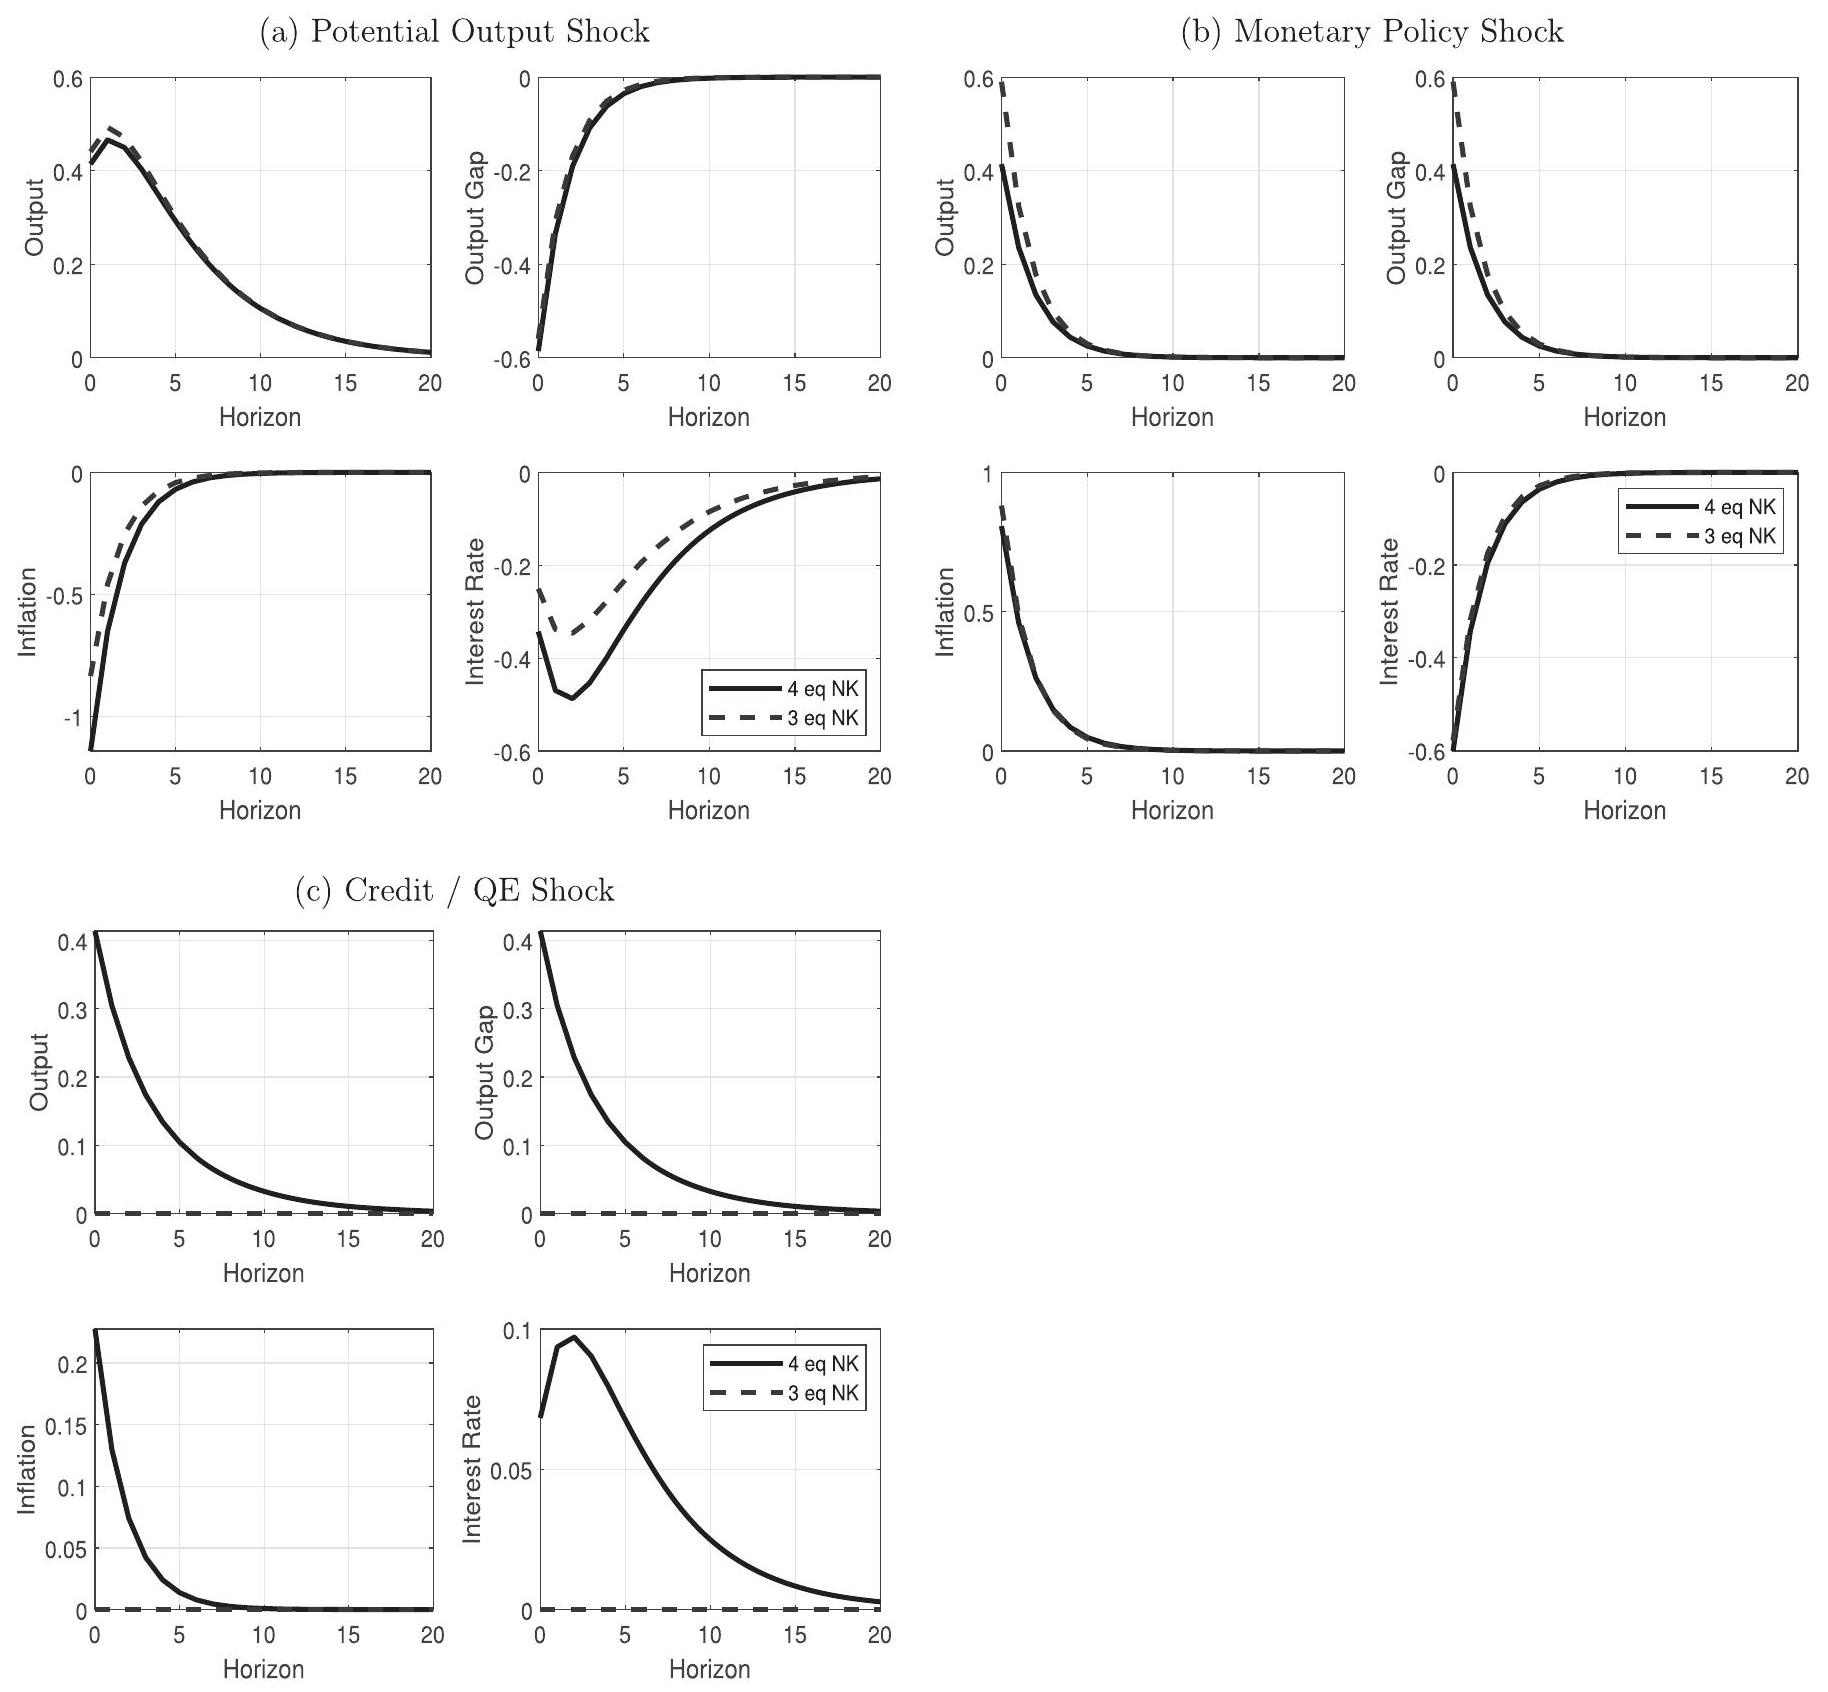 (a) Potential Output Shock
0.6
0.4
0.2
0
Output
0 5 10 15 20
Horizon
0
-0.2
-0.4
-0.6
Output Gap
0 5 10 15 20
Horizon
0
-0.5
-1
Inflation
0 5 10 15 20
Horizon
0
-0.2
-0.4
-0.6
Interest Rate
4 eq NK
3 eq NK
0 5 10 15 20
Horizon
(b) Monetary Policy Shock
0.6
0.4
0.2
0
Output
0 5 10 15 20
Horizon
0.6
0.4
0.2
0
Output Gap
0 5 10 15 20
Horizon
1
0.5
0
Inflation
0 5 10 15 20
Horizon
0
-0.2
-0.4
-0.6
Interest Rate
4 eq NK
3 eq NK
0 5 10 15 20
Horizon
(c) Credit / QE Shock
0.4
0.3
0.2
0.1
0
Output
0 5 10 15 20
Horizon
0.4
0.3
0.2
0.1
0
Output Gap
0 5 10 15 20
Horizon
0.2
0.15
0.1
0.05
0
Inflation
0 5 10 15 20
Horizon
0.1
0.05
0
Interest Rate
4 eq NK
3 eq NK
0 5 10 15 20
Horizon